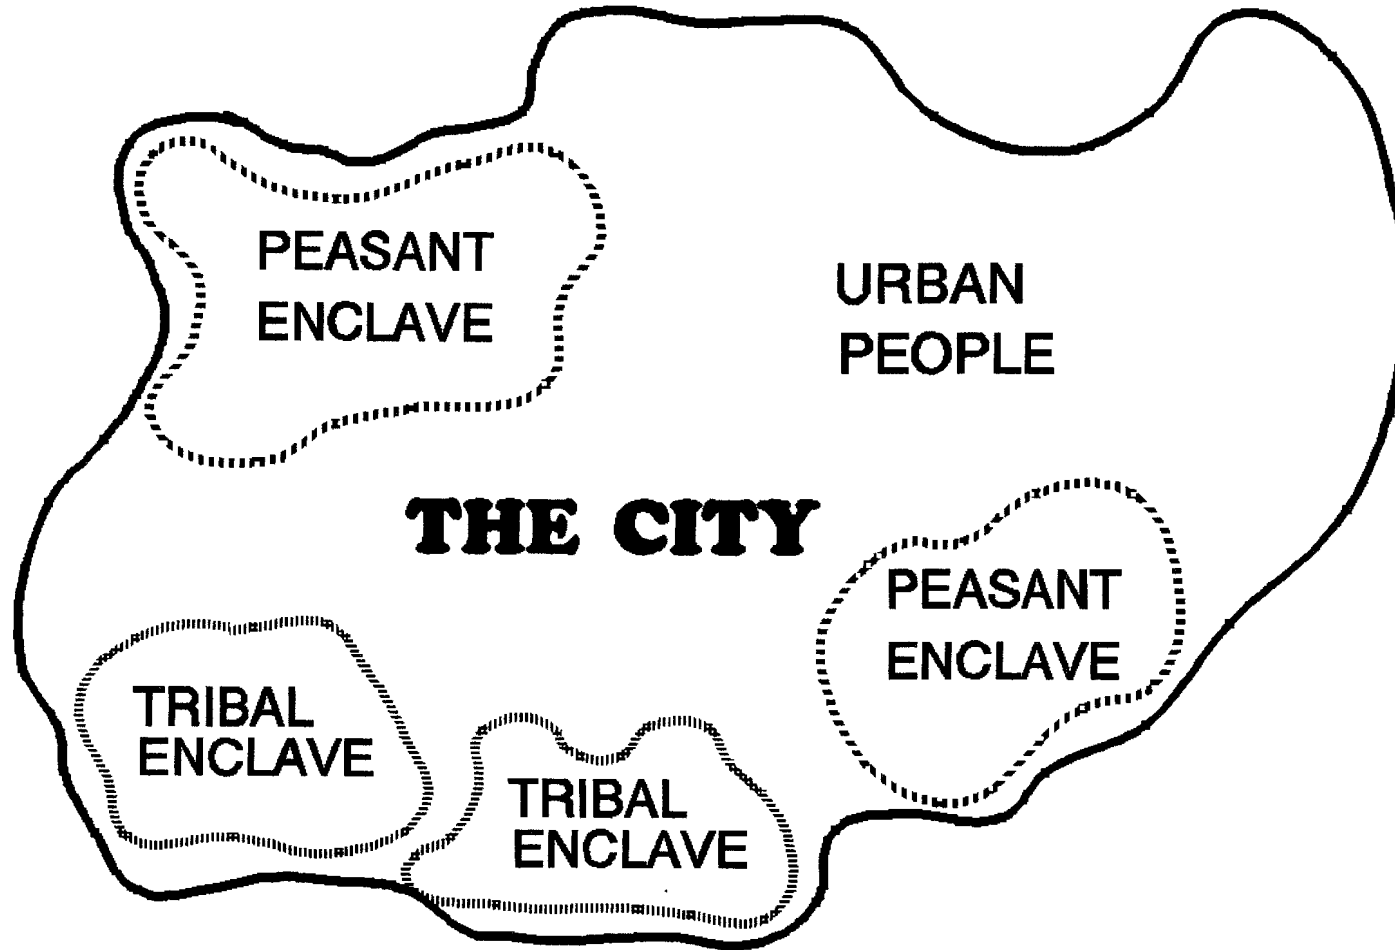 PEASANT
ENCLAVE
URBAN
PEOPLE
THE CITY
PEASANT
ENCLAVE
TRIBAL
ENCLAVE
TRIBAL
ENCLAVE